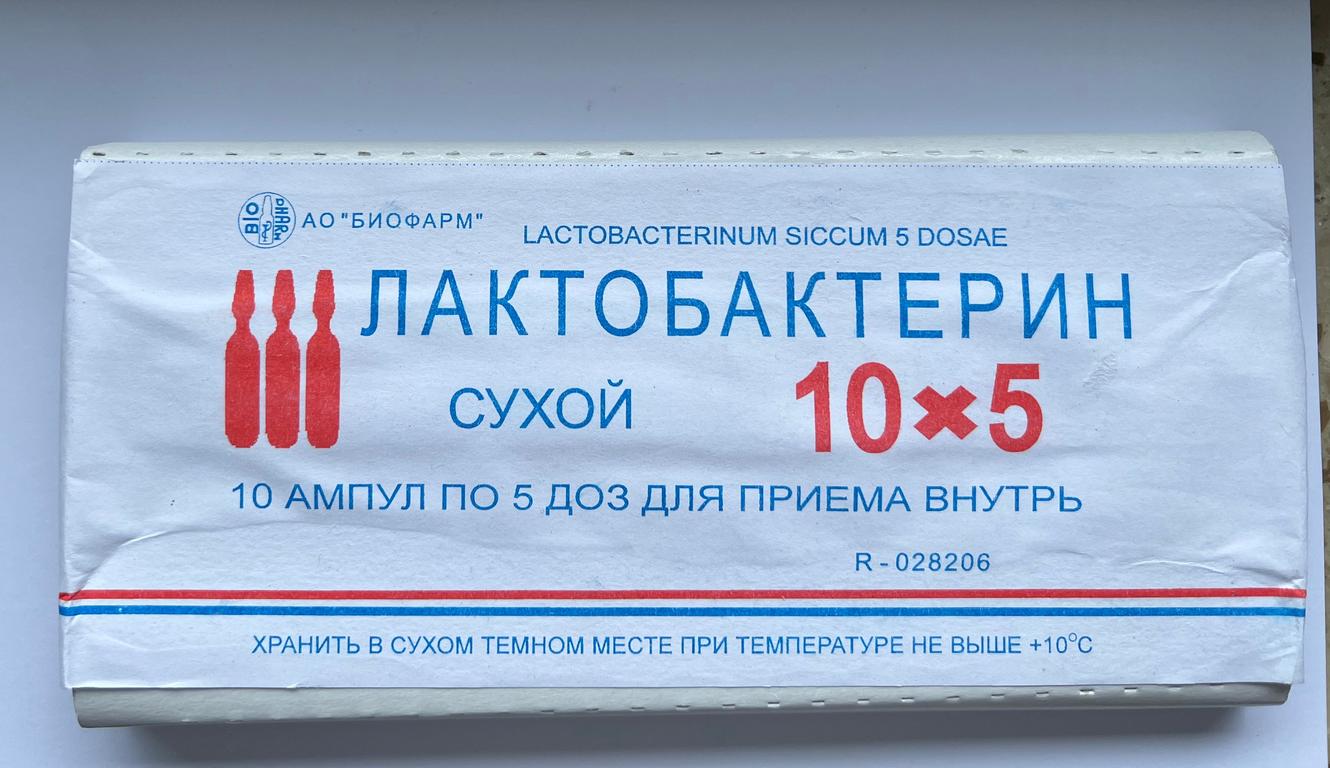 BIO PHARM
АО "БИОФАРМ"
LACTOBACTERINUM SICCUM 5 DOSAE
ЛАКТОБАКТЕРИН
СУХОЙ
10×5
10 АМПУЛ ПО 5 ДОЗ ДЛЯ ПРИЕМА ВНУТРЬ
R - 028206
ХРАНИТЬ В СУХОМ ТЕМНОМ МЕСТЕ ПРИ ТЕМПЕРАТУРЕ НЕ ВЫШЕ +10°С